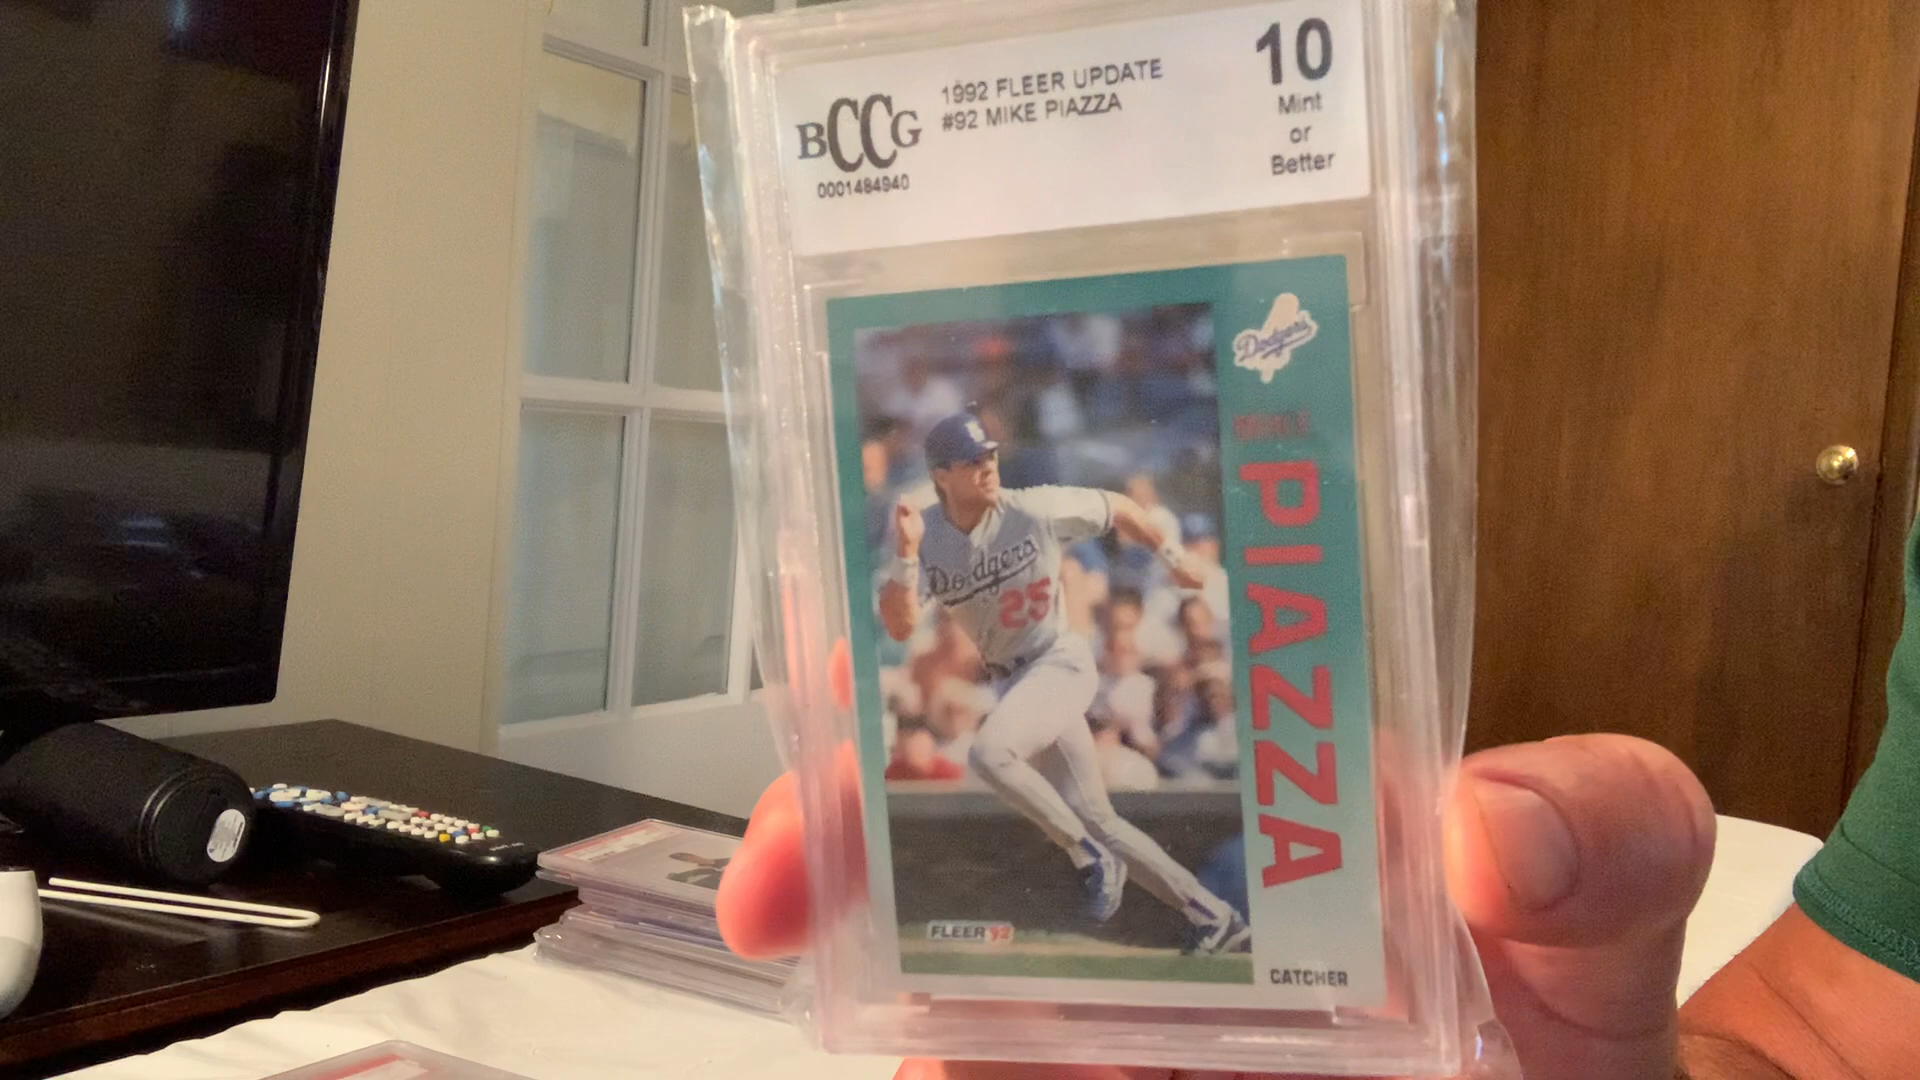 BCCG
0001484940
1992 FLEER UPDATE
#92 MIKE PIAZZA
10
Mint
or
Better
Dodgers
MIKE
PIAZZA
Dodgers
25
FLEER'92
CATCHER